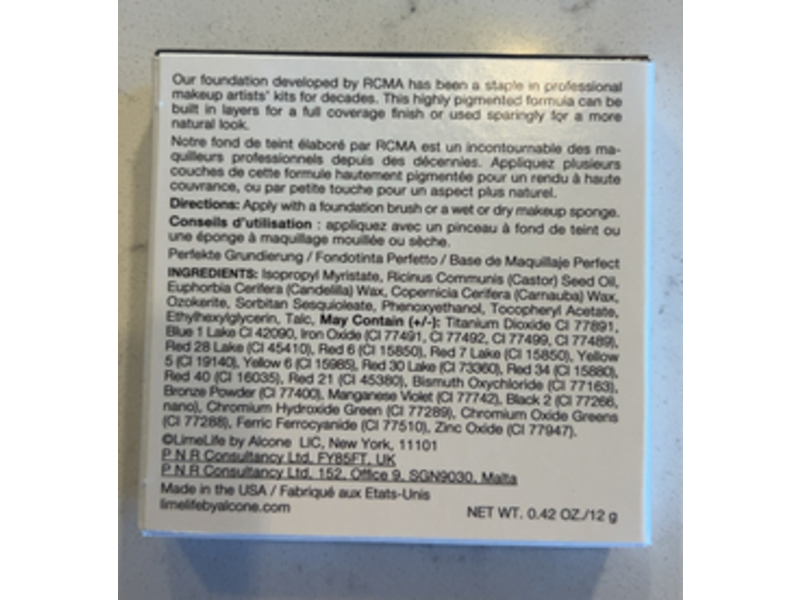 Our foundation developed by RCMA has been a staple in professional
makeup artists' kits for decades. This highly pigmented formula can be
built in layers for a full coverage finish or used sparingly for a more
natural look.
Notre fond de teint élaboré par RCMA est un incontournable des ma-
quilleurs professionnels depuis des décennies. Appliquez plusieurs
couches de cette formule hautement pigmentée pour un rendu à haute
couvrance, ou par petite touche pour un aspect plus naturel.
Directions: Apply with a foundation brush or a wet or dry makeup sponge.
Conseils d'utilisation : appliquez avec un pinceau à fond de teint ou
une éponge à maquillage mouillée ou sèche.
Perfekte Grundierung / Fondotinta Perfetto / Base de Maquillaje Perfect
INGREDIENTS: Isopropyl Myristate, Ricinus Communis (Castor) Seed Oil,
Euphorbia Cerifera (Candelilla) Wax, Copernicia Cerifera (Carnauba) Wax,
Ozokerite, Sorbitan Sesquioleate, Phenoxyethanol, Tocopheryl Acetate,
Ethylhexylglycerin, Talc, May Contain (+/-): Titanium Dioxide CI 77891,
Blue 1 Lake CI 42090, Iron Oxide (CI 77491, CI 77492, CI 77499, CI 77489),
Red 28 Lake (CI 45410), Red 6 (CI 15850), Red 7 Lake (CI 15850), Yellow
5 (CI 19140), Yellow 6 (CI 15985), Red 30 Lake (CI 73360), Red 34 (CI 15880),
Red 40 (CI 16035), Red 21 (CI 45380), Bismuth Oxychloride (CI 77163),
Bronze Powder (CI 77400), Manganese Violet (CI 77742), Black 2 (CI 77266,
nano), Chromium Hydroxide Green (CI 77289), Chromium Oxide Greens
(CI 77288), Ferric Ferrocyanide (CI 77510), Zinc Oxide (CI 77947).
©LimeLife by Alcone LIC, New York, 11101
P N R Consultancy Ltd, FY85FT, UK
P N R Consultancy Ltd, 152, Office 9, SGN9030, Malta
Made in the USA / Fabriqué aux Etats-Unis
limelifebyalcone.com
NET WT. 0.42 OZ./12 g